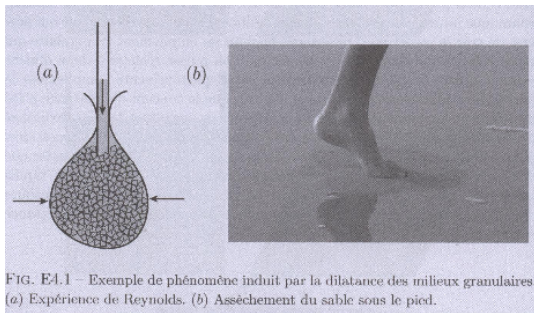 (a)
(b)
FIG. E4.1 – Exemple de phénomène induit par la dilatance des milieux granulaires
(a) Expérience de Reynolds. (b) Assèchement du sable sous le pied.